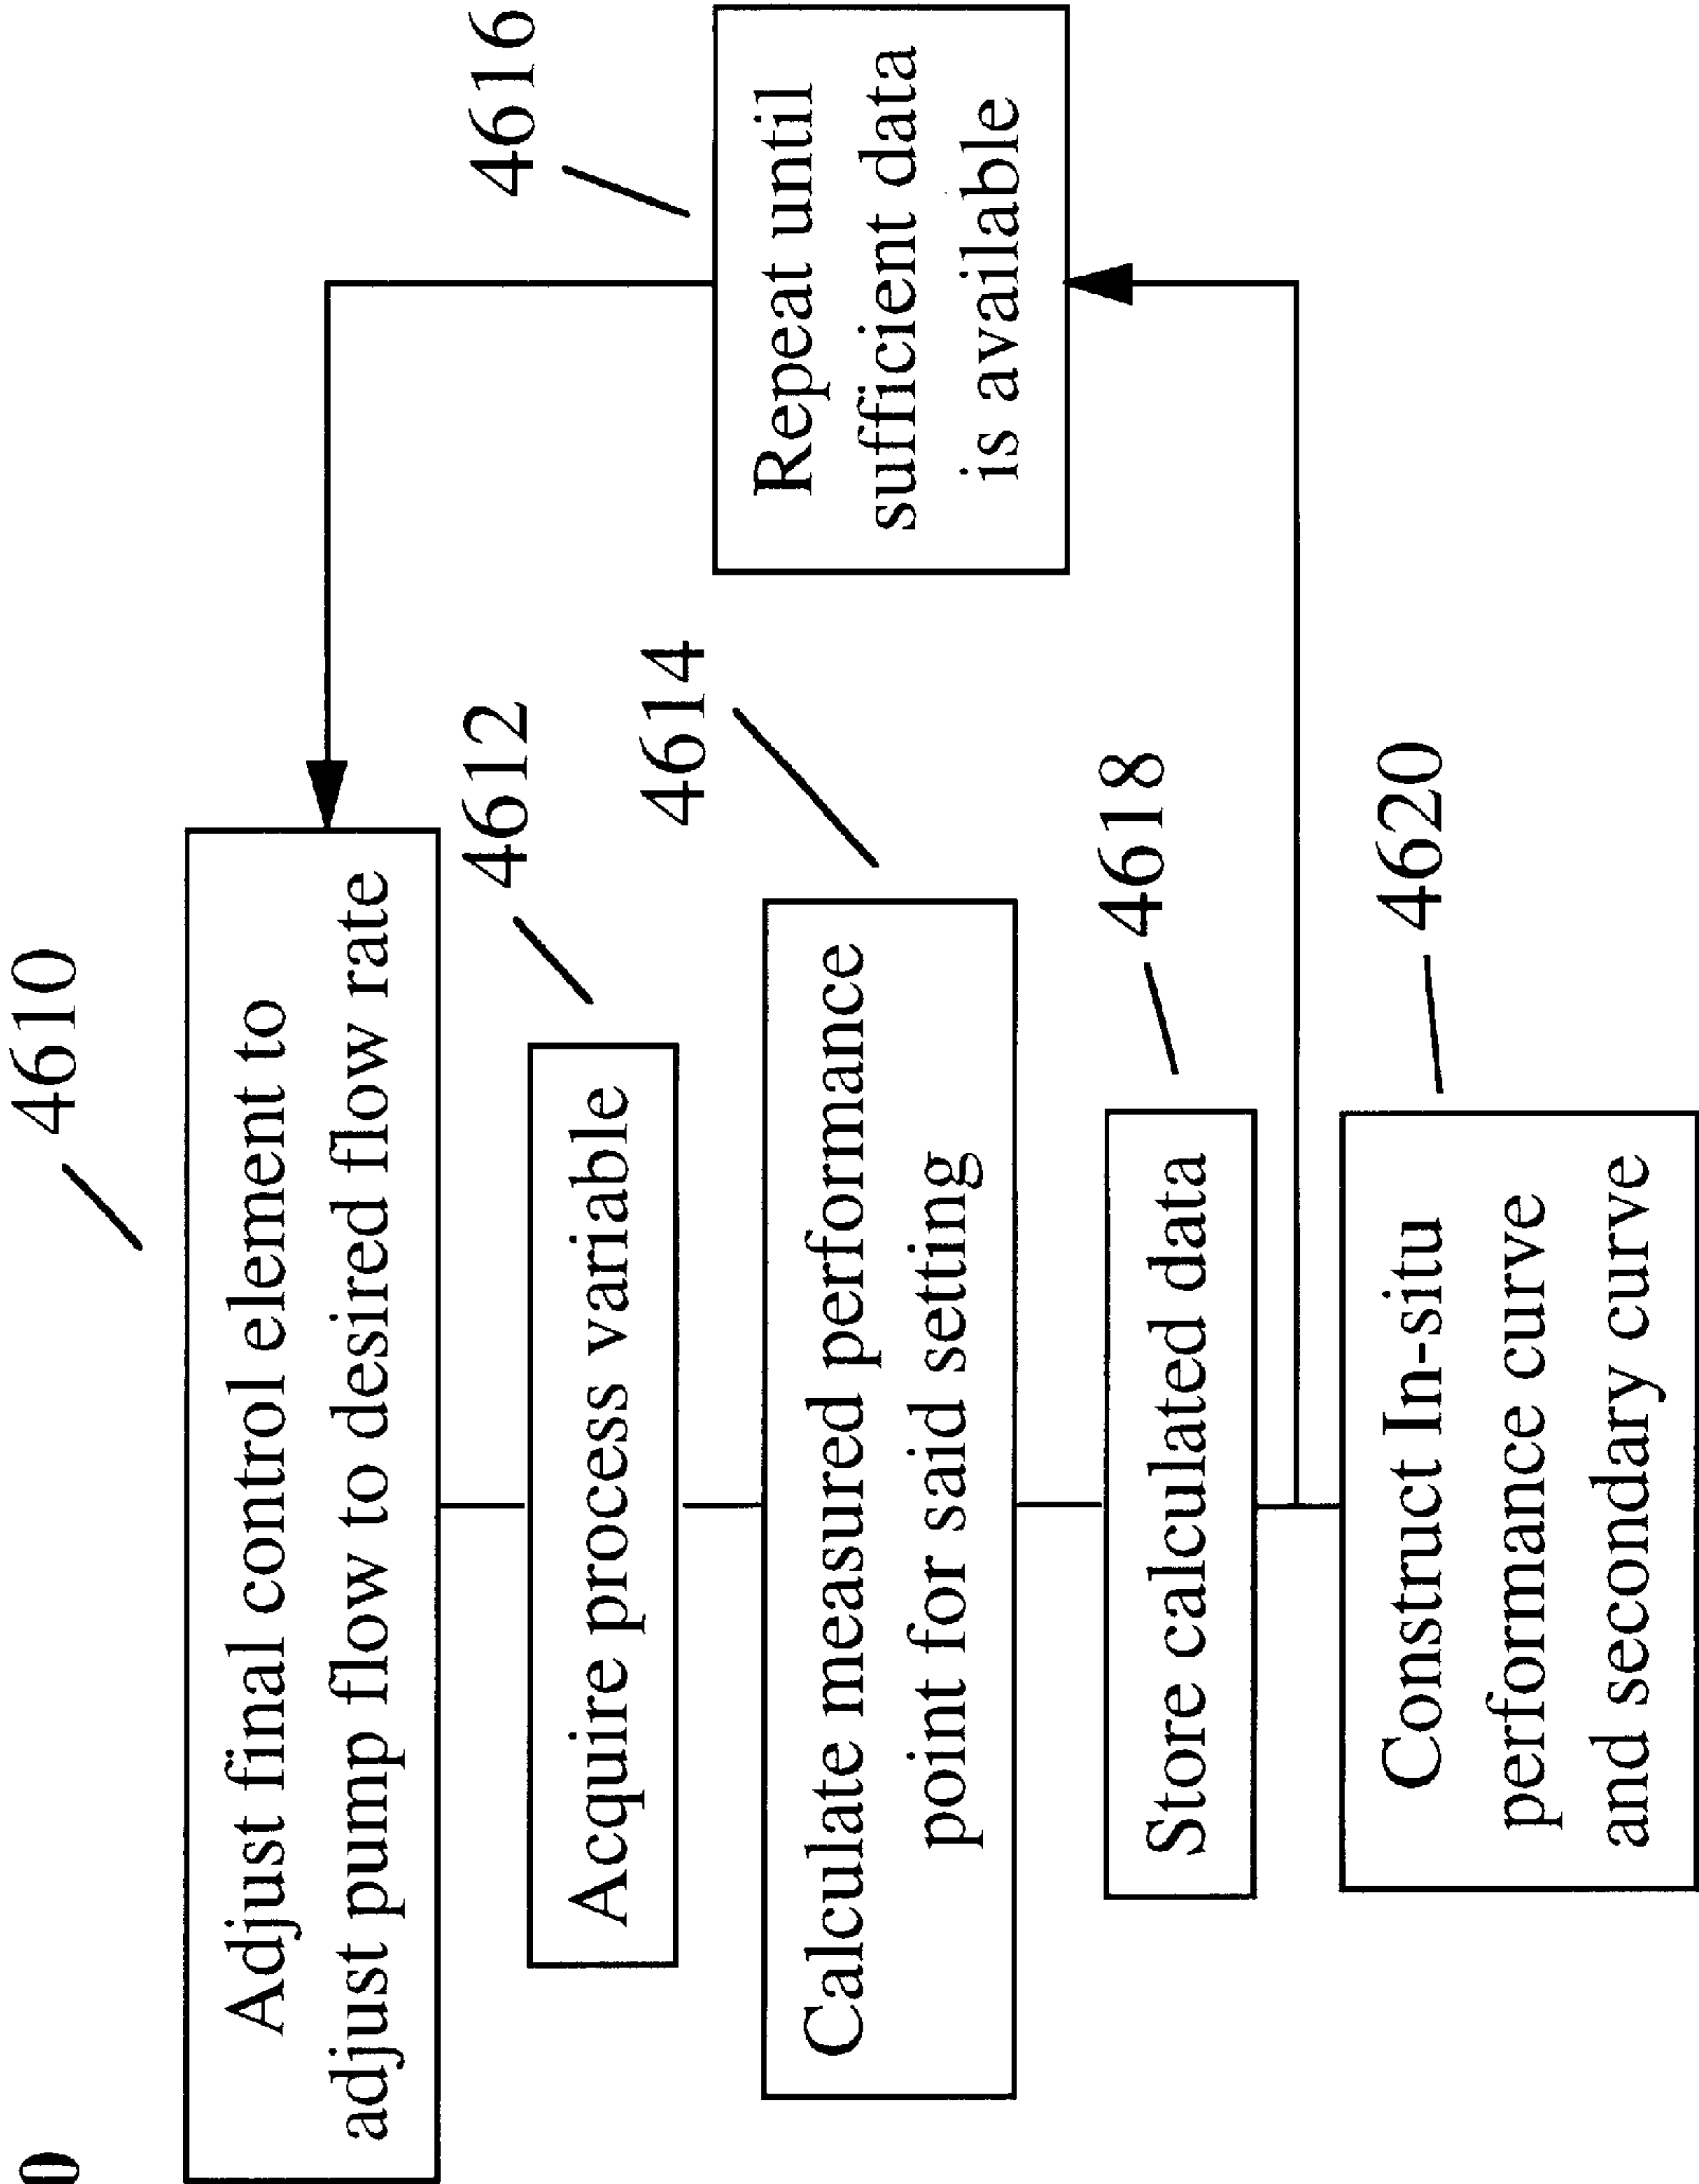 0
4610
Adjust final control element to
adjust pump flow to desired flow rate
4612
Acquire process variable
4614
Calculate measured performance
point for said setting
4616
Repeat until
sufficient data
is available
4618
Store calculated data
4620
Construct In-situ
performance curve
and secondary curve